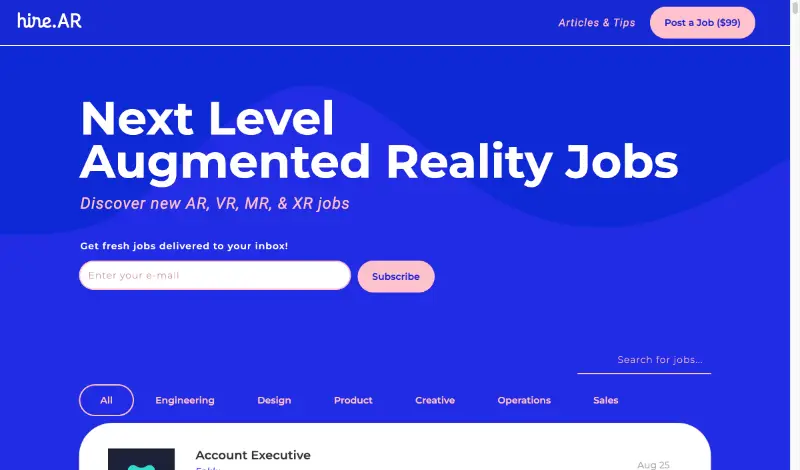 hire.AR
Articles & Tips
Post a Job ($99)
Next Level
Augmented Reality Jobs
Discover new AR, VR, MR, & XR jobs
Get fresh jobs delivered to your inbox!
Enter your e-mail
Subscribe
Search for jobs...
All
Engineering
Design
Product
Creative
Operations
Sales
Account Executive
Aug 25